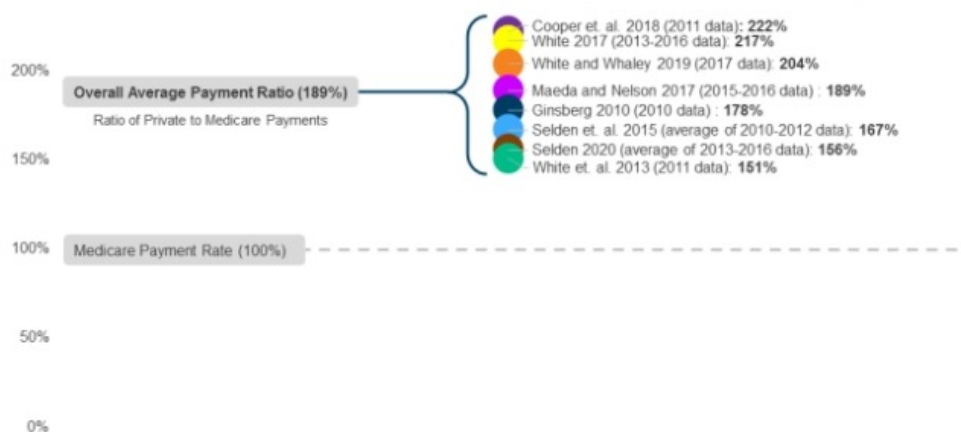 Cooper et. al. 2018 (2011 data): 222%
White 2017 (2013-2016 data): 217%
White and Whaley 2019 (2017 data): 204%
200%
Overall Average Payment Ratio (189%)
Ratio of Private to Medicare Payments
Maeda and Nelson 2017 (2015-2016 data) : 189%
Ginsberg 2010 (2010 data) : 178%
Selden et. al. 2015 (average of 2010-2012 data): 167%
Selden 2020 (average of 2013-2016 data): 156%
White et. al. 2013 (2011 data): 151%
150%
100%
Medicare Payment Rate (100%)
50%
0%